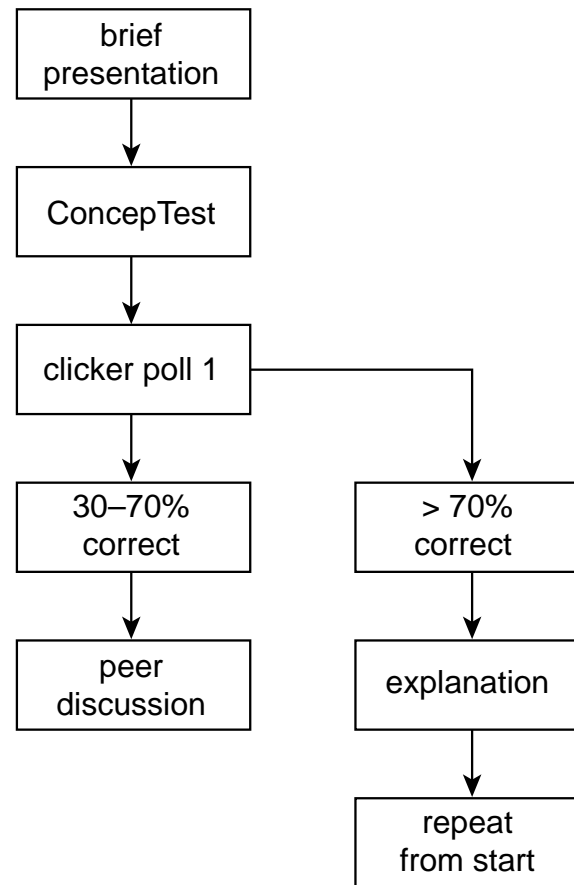 brief
presentation
ConcepTest
clicker poll 1
30–70%
correct
> 70%
correct
peer
discussion
explanation
repeat
from start